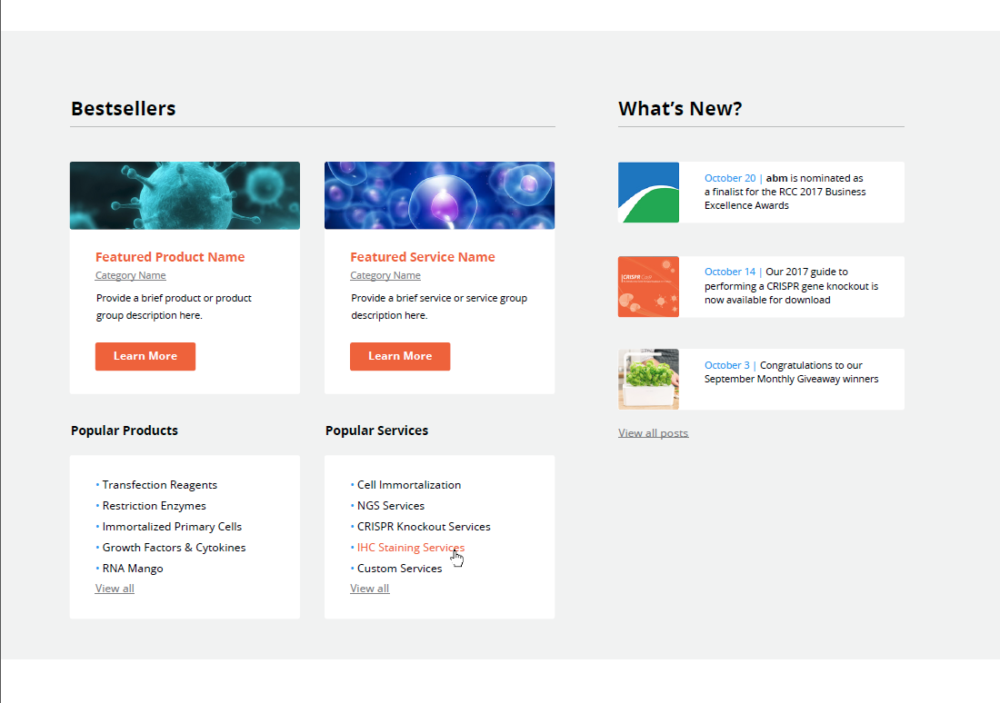 Bestsellers
Featured Product Name
Category Name
Provide a brief product or product
group description here.
Learn More
Featured Service Name
Category Name
Provide a brief service or service group
description here.
Learn More
Popular Products
• Transfection Reagents
• Restriction Enzymes
• Immortalized Primary Cells
• Growth Factors & Cytokines
• RNA Mango
View all
Popular Services
• Cell Immortalization
• NGS Services
• CRISPR Knockout Services
• IHC Staining Services
• Custom Services
View all
What's New?
October 20 | abm is nominated as
a finalist for the RCC 2017 Business
Excellence Awards
CRISPR
October 14 | Our 2017 guide to
performing a CRISPR gene knockout is
now available for download
October 3 | Congratulations to our
September Monthly Giveaway winners
View all posts